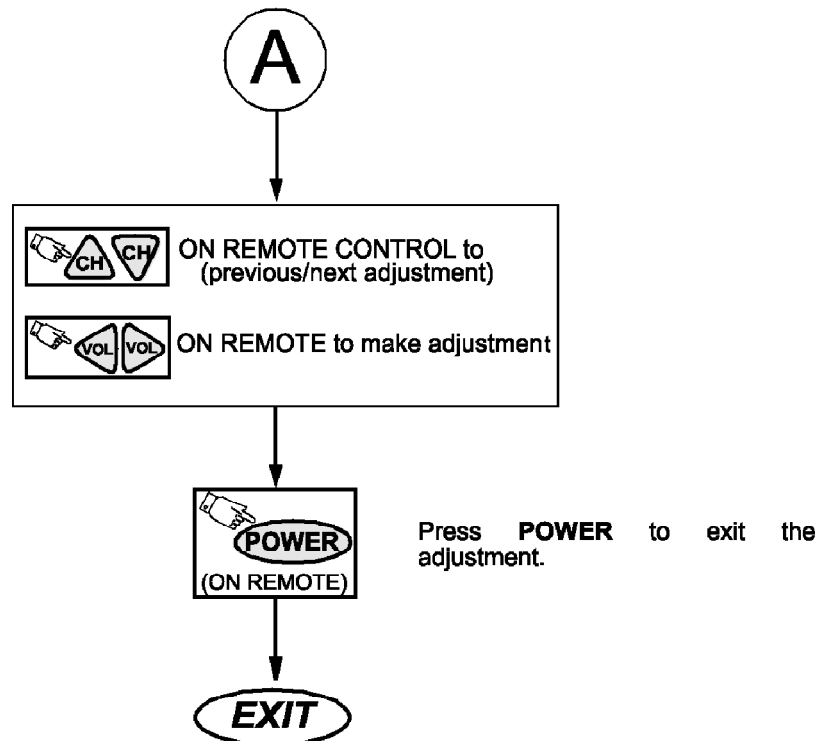 A
CH CH ON REMOTE CONTROL to
(previous/next adjustment)
VOL VOL ON REMOTE to make adjustment
POWER
(ON REMOTE)
Press POWER to exit the
adjustment.
EXIT